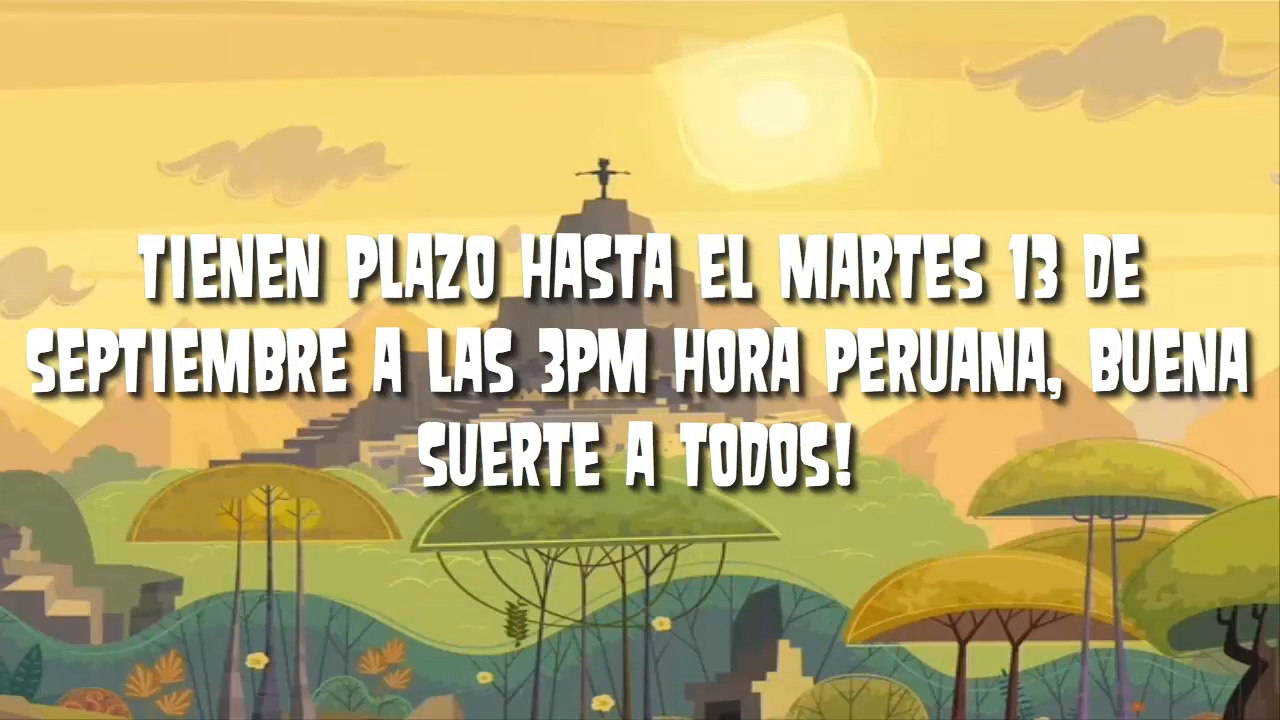 TIENEN PLAZO HASTA EL MARTES 13 DE
SEPTIEMBRE A LAS 3PM HORA PERUANA, BUENA
SUERTE A TODOS!